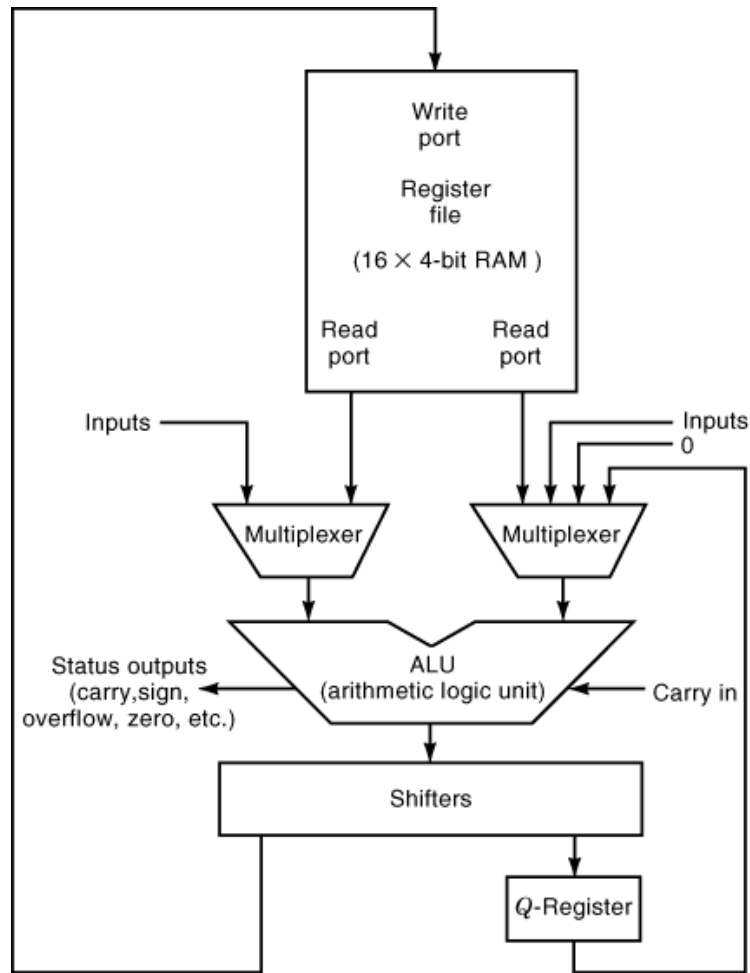 Write
port
Register
file
(16 × 4-bit RAM )
Read
port
Read
port
Inputs
Inputs
0
Multiplexer
Multiplexer
ALU
(arithmetic logic unit)
Status outputs
(carry,sign,
overflow, zero, etc.)
Carry in
Shifters
Q-Register